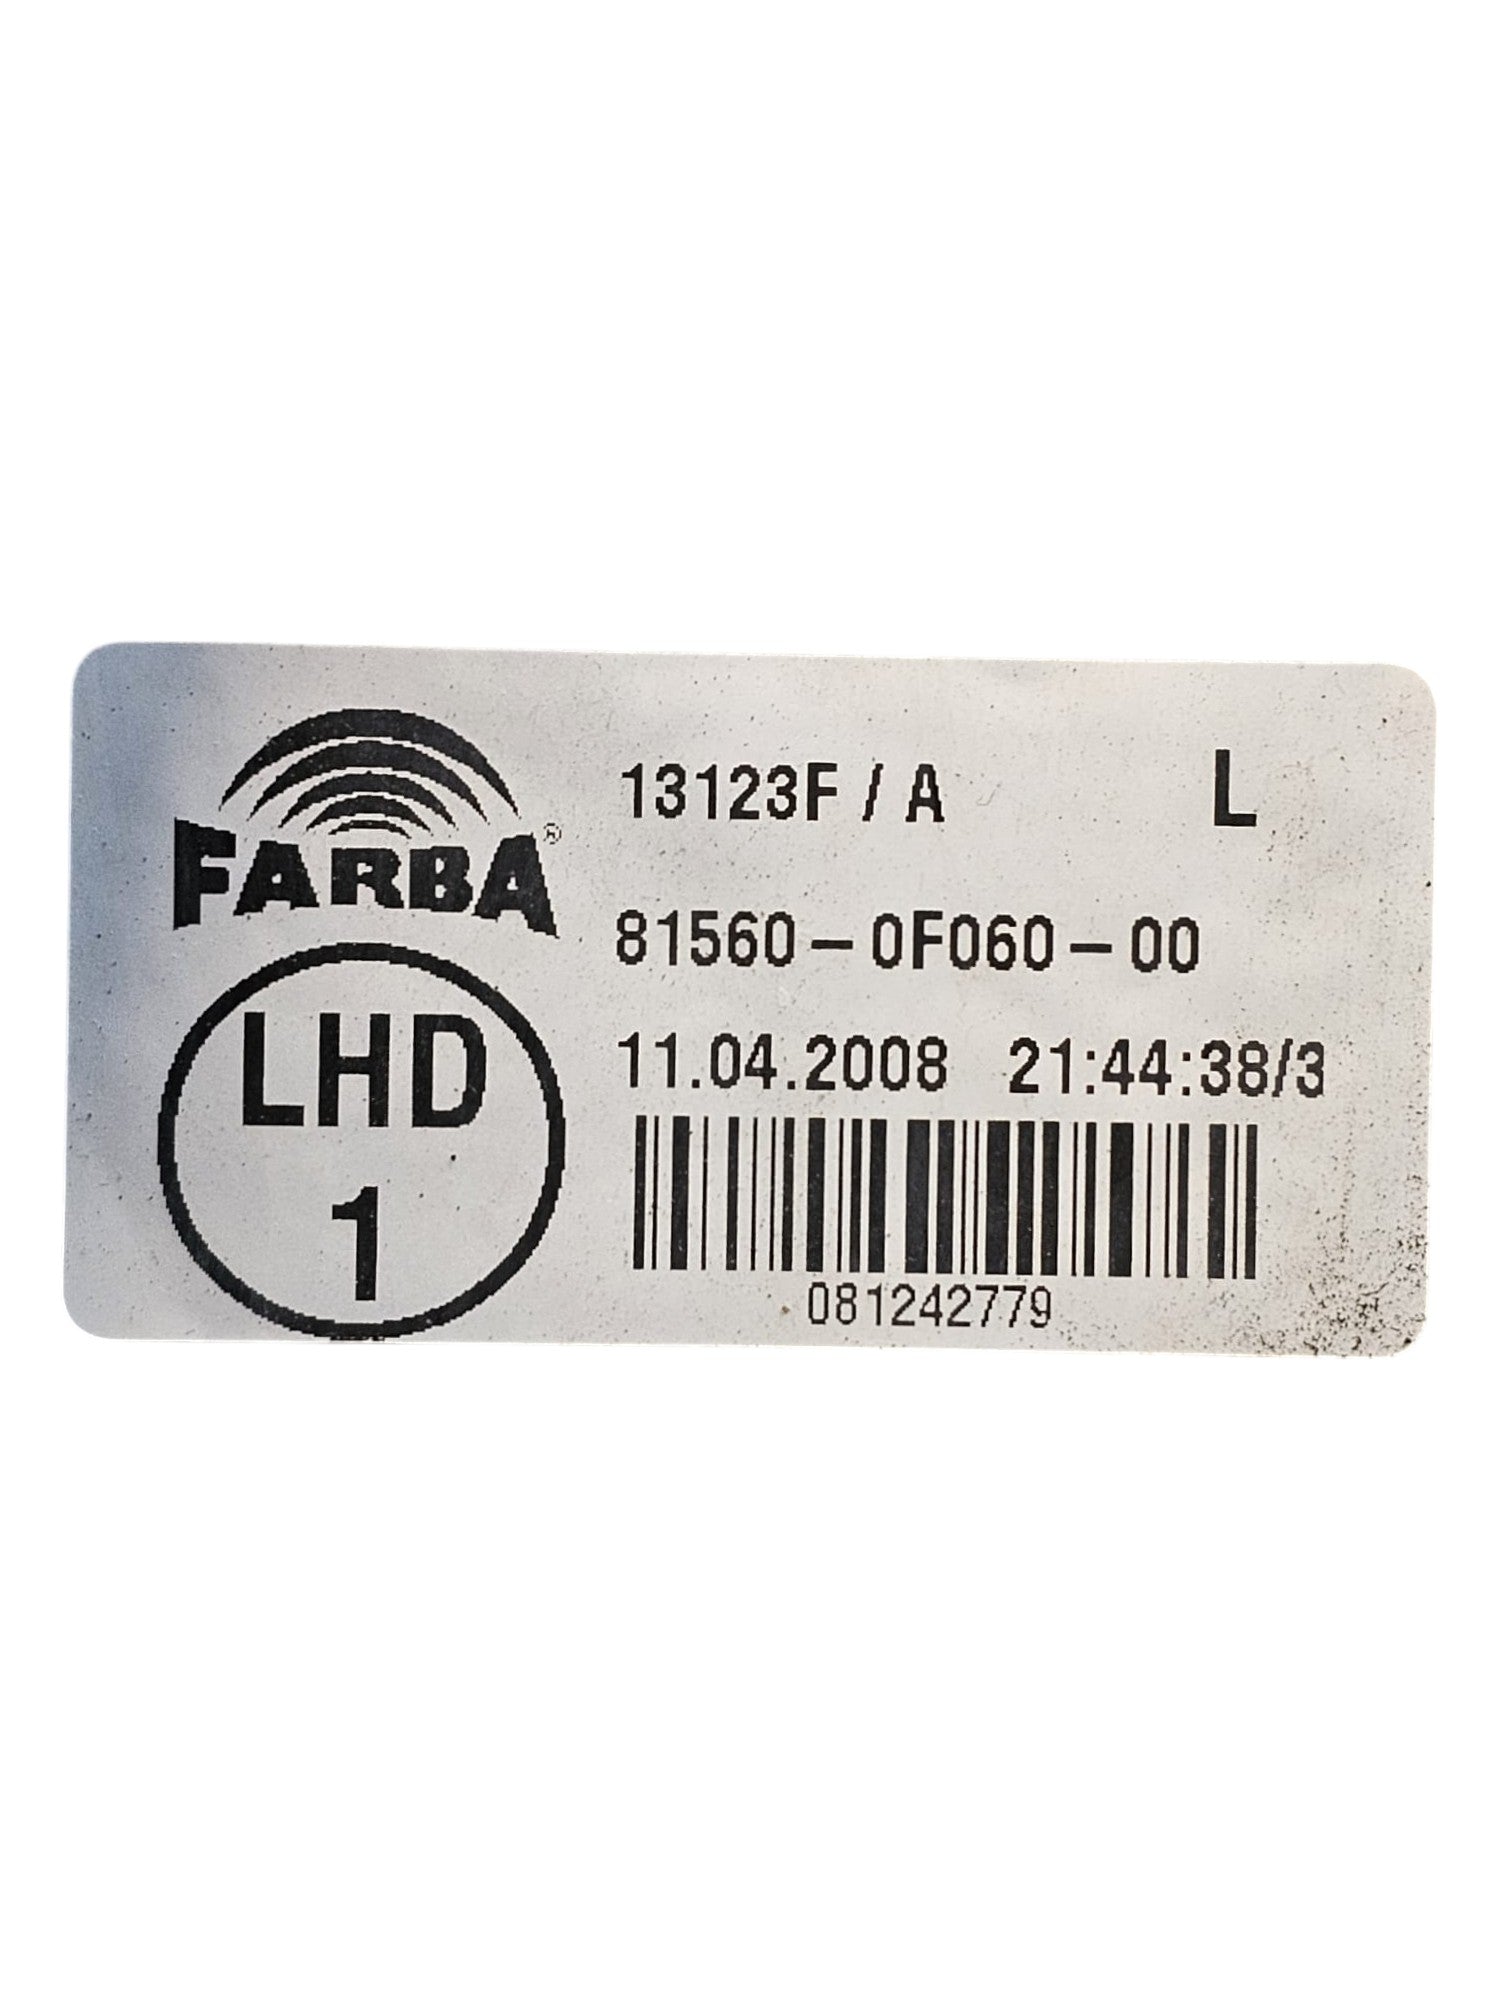 FARBA®
13123F / A L
81560-0F060-00
11.04.2008 21:44:38/3
LHD
1
081242779